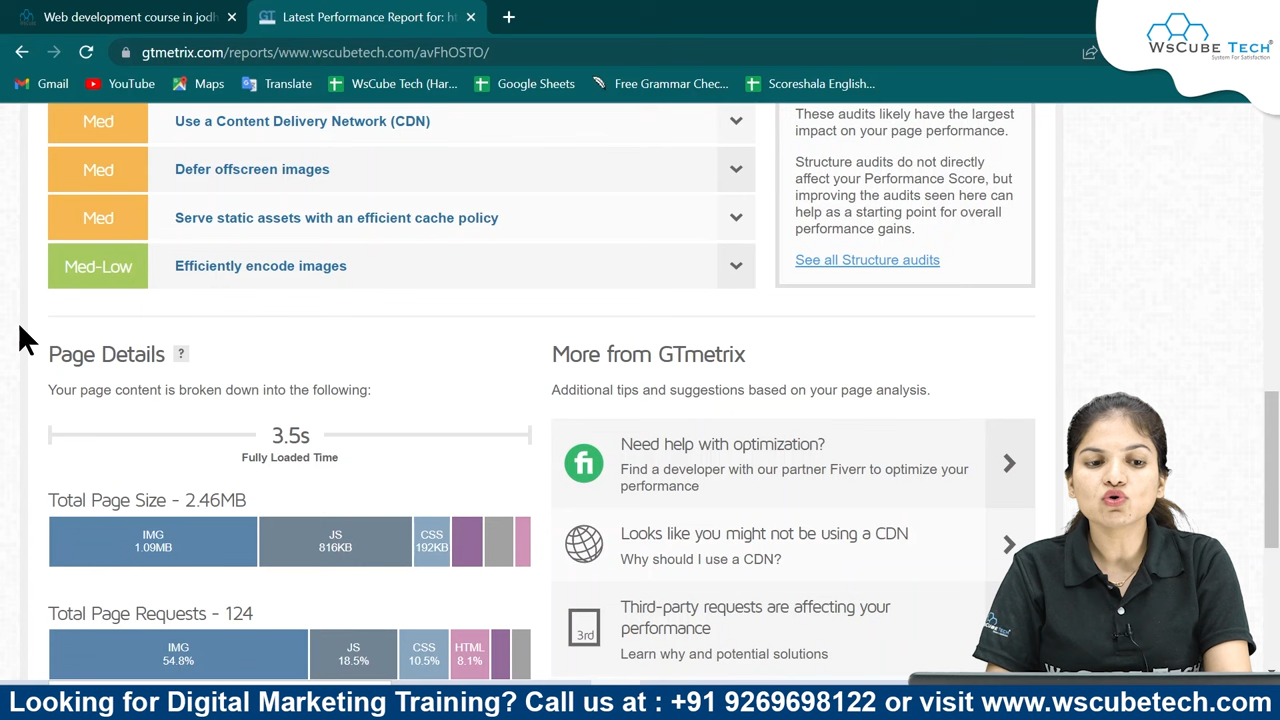 Web development course in jodh
Latest Performance Report for: ht
WsCUBE TECH®
System For Satisfaction
gtmetrix.com/reports/www.wscubetech.com/avFhOSTO/
Gmail
YouTube
Maps
Translate
WsCube Tech (Har...
Google Sheets
Free Grammar Chec...
Scoreshala English...
Med
Use a Content Delivery Network (CDN)
Med
Defer offscreen images
Med
Serve static assets with an efficient cache policy
Med-Low
Efficiently encode images
These audits likely have the largest
impact on your page performance.
Structure audits do not directly
affect your Performance Score, but
improving the audits seen here can
help as a starting point for overall
performance gains.
See all Structure audits
Page Details ?
Your page content is broken down into the following:
3.5s
Fully Loaded Time
Total Page Size - 2.46MB
IMG
1.09MB
JS
816KB
CSS
192KB
Total Page Requests - 124
IMG
54.8%
JS
18.5%
CSS
10.5%
HTML
8.1%
More from GTmetrix
Additional tips and suggestions based on your page analysis.
fi
Need help with optimization?
Find a developer with our partner Fiverr to optimize your
performance
Looks like you might not be using a CDN
Why should I use a CDN?
3rd
Third-party requests are affecting your
performance
Learn why and potential solutions
WSCUBE TECH
Looking for Digital Marketing Training? Call us at : +91 9269698122 or visit www.wscubetech.com